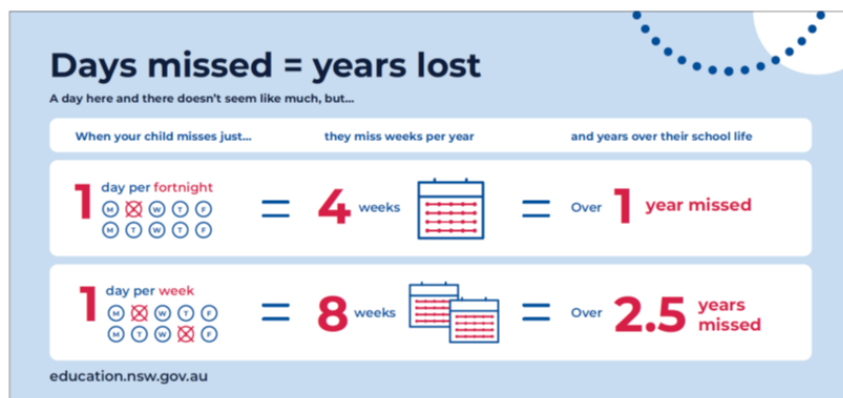 Days missed = years lost
A day here and there doesn't seem like much, but...
When your child misses just... they miss weeks per year and years over their school life
1 day per fortnight = 4 weeks = Over 1 year missed
M T W T F
M T W T F
1 day per week = 8 weeks = Over 2.5 years missed
M T W T F
M T W T F
education.nsw.gov.au